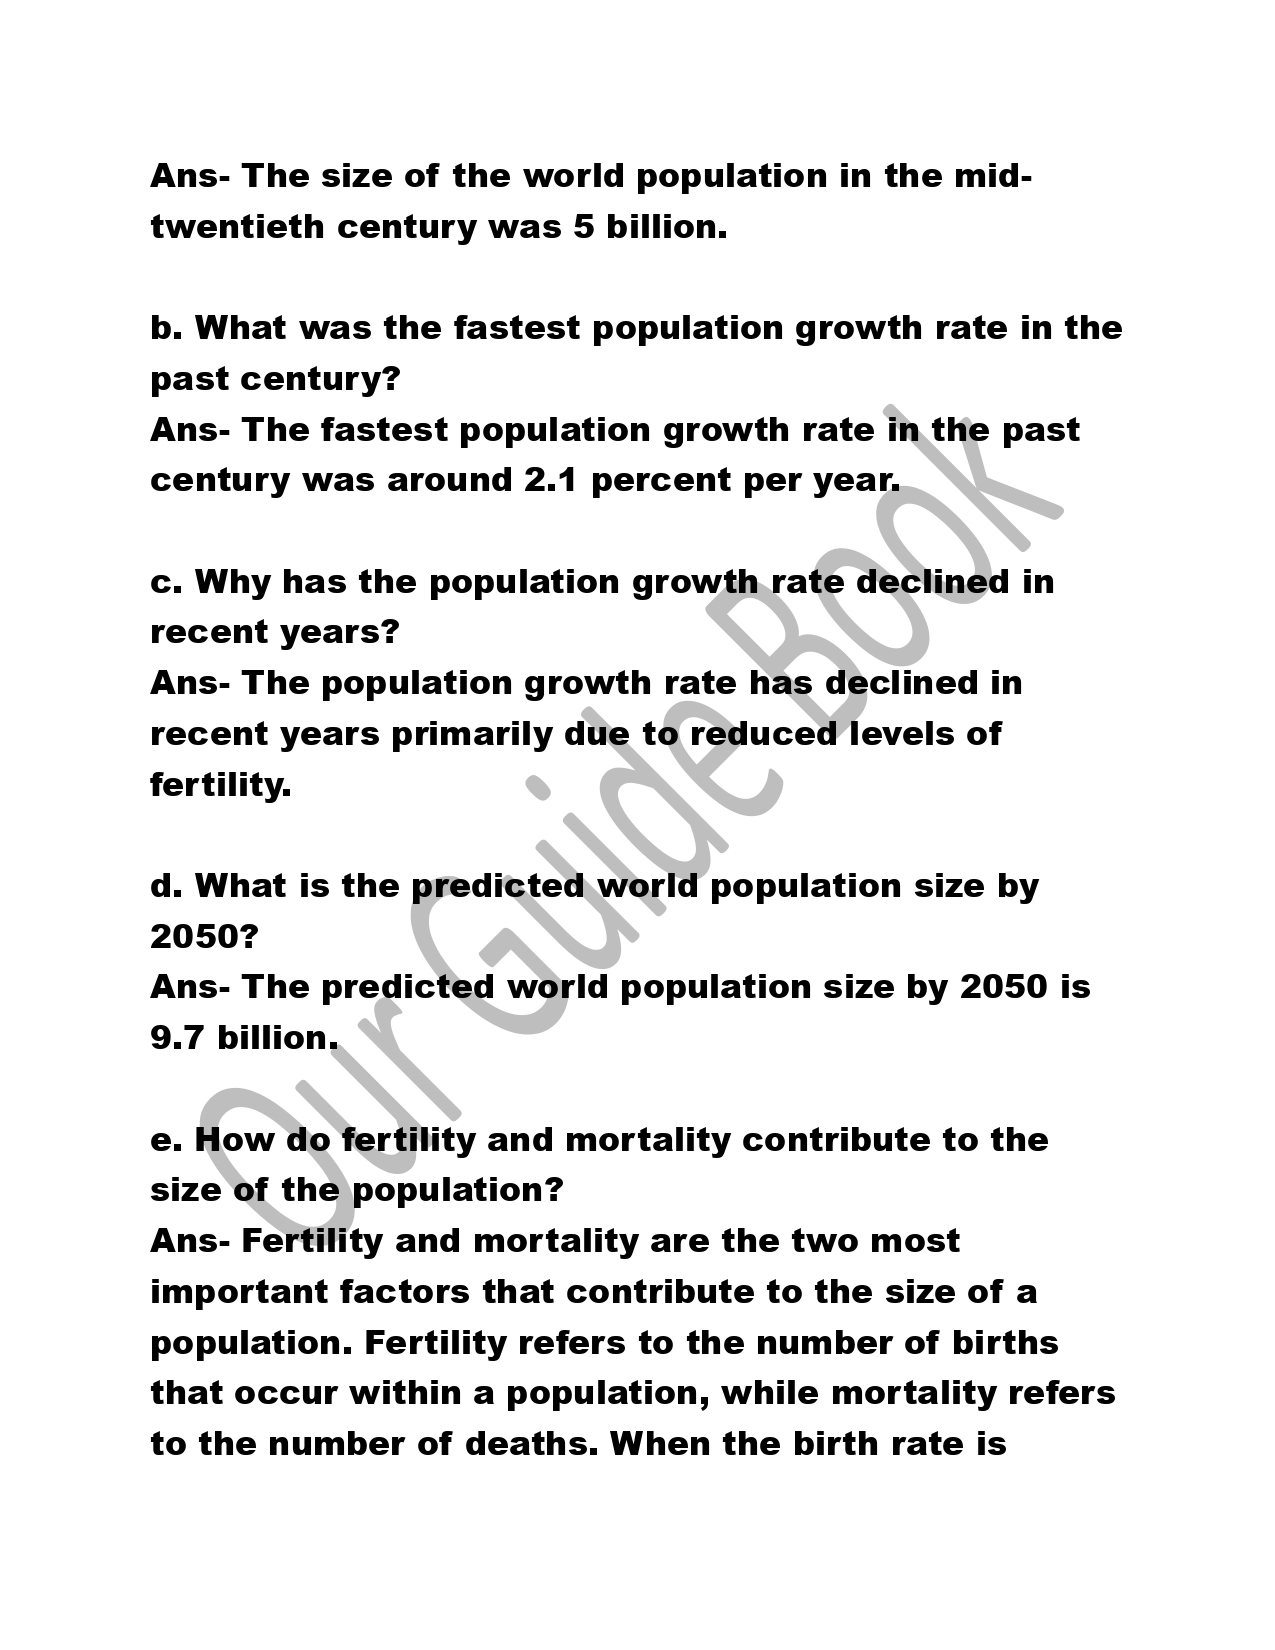 Ans- The size of the world population in the mid-
twentieth century was 5 billion.
b. What was the fastest population growth rate in the
past century?
Ans- The fastest population growth rate in the past
century was around 2.1 percent per year.
c. Why has the population growth rate declined in
recent years?
Ans- The population growth rate has declined in
recent years primarily due to reduced levels of
fertility.
d. What is the predicted world population size by
2050?
Ans- The predicted world population size by 2050 is
9.7 billion.
e. How do fertility and mortality contribute to the
size of the population?
Ans- Fertility and mortality are the two most
important factors that contribute to the size of a
population. Fertility refers to the number of births
that occur within a population, while mortality refers
to the number of deaths. When the birth rate is
Our Guide Book